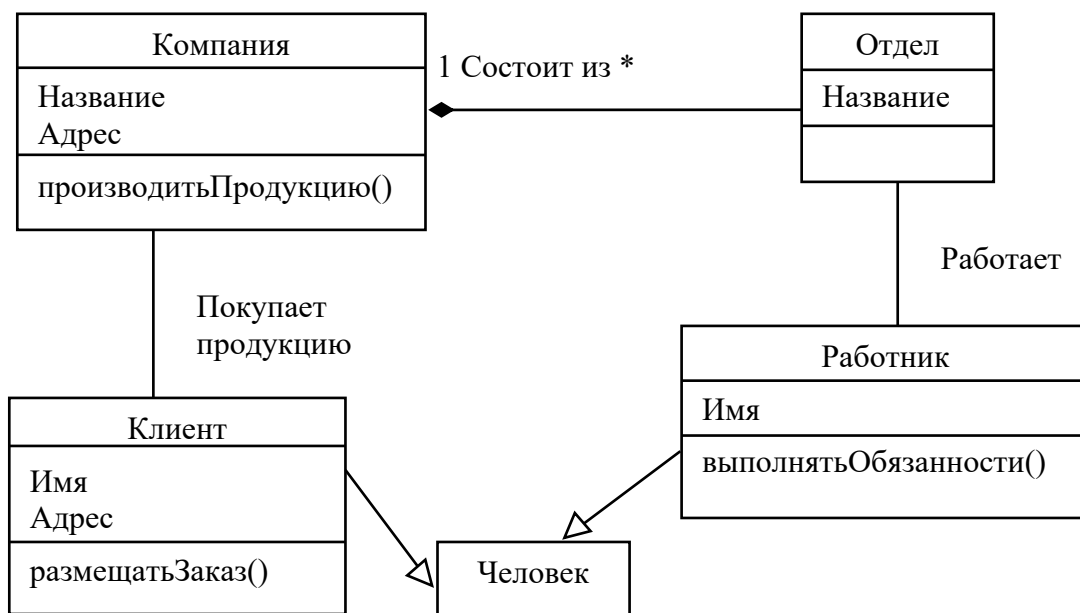 Компания
Название
Адрес
производитьПродукцию()
1 Состоит из *
Отдел
Название
Покупает
продукцию
Работает
Клиент
Имя
Адрес
размещатьЗаказ()
Работник
Имя
выполнятьОбязанности()
Человек